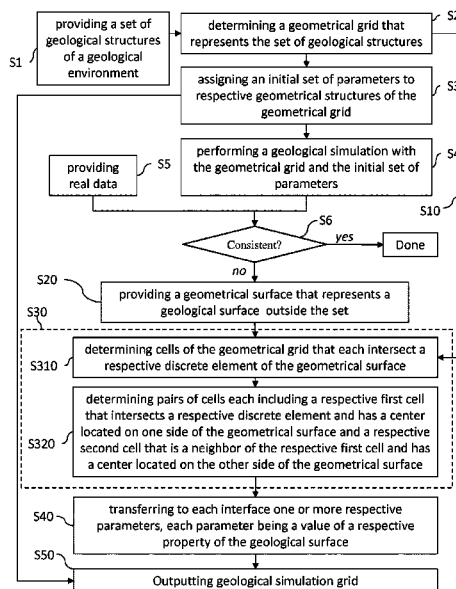 providing a set of
geological structures
of a geological
environment
S1
determining a geometrical grid that
represents the set of geological structures
S2
assigning an initial set of parameters to
respective geometrical structures of the
geometrical grid
S3
performing a geological simulation with
the geometrical grid and the initial set of
parameters
S4
providing
real data
S5
S10
S6
Consistent?
yes
Done
no
S20
providing a geometrical surface that represents a
geological surface outside the set
S30
S310
determining cells of the geometrical grid that each intersect a
respective discrete element of the geometrical surface
S320
determining pairs of cells each including a respective first cell
that intersects a respective discrete element and has a center
located on one side of the geometrical surface and a respective
second cell that is a neighbor of the respective first cell and has
a center located on the other side of the geometrical surface
S40
transferring to each interface one or more respective
parameters, each parameter being a value of a respective
property of the geological surface
S50
Outputting geological simulation grid